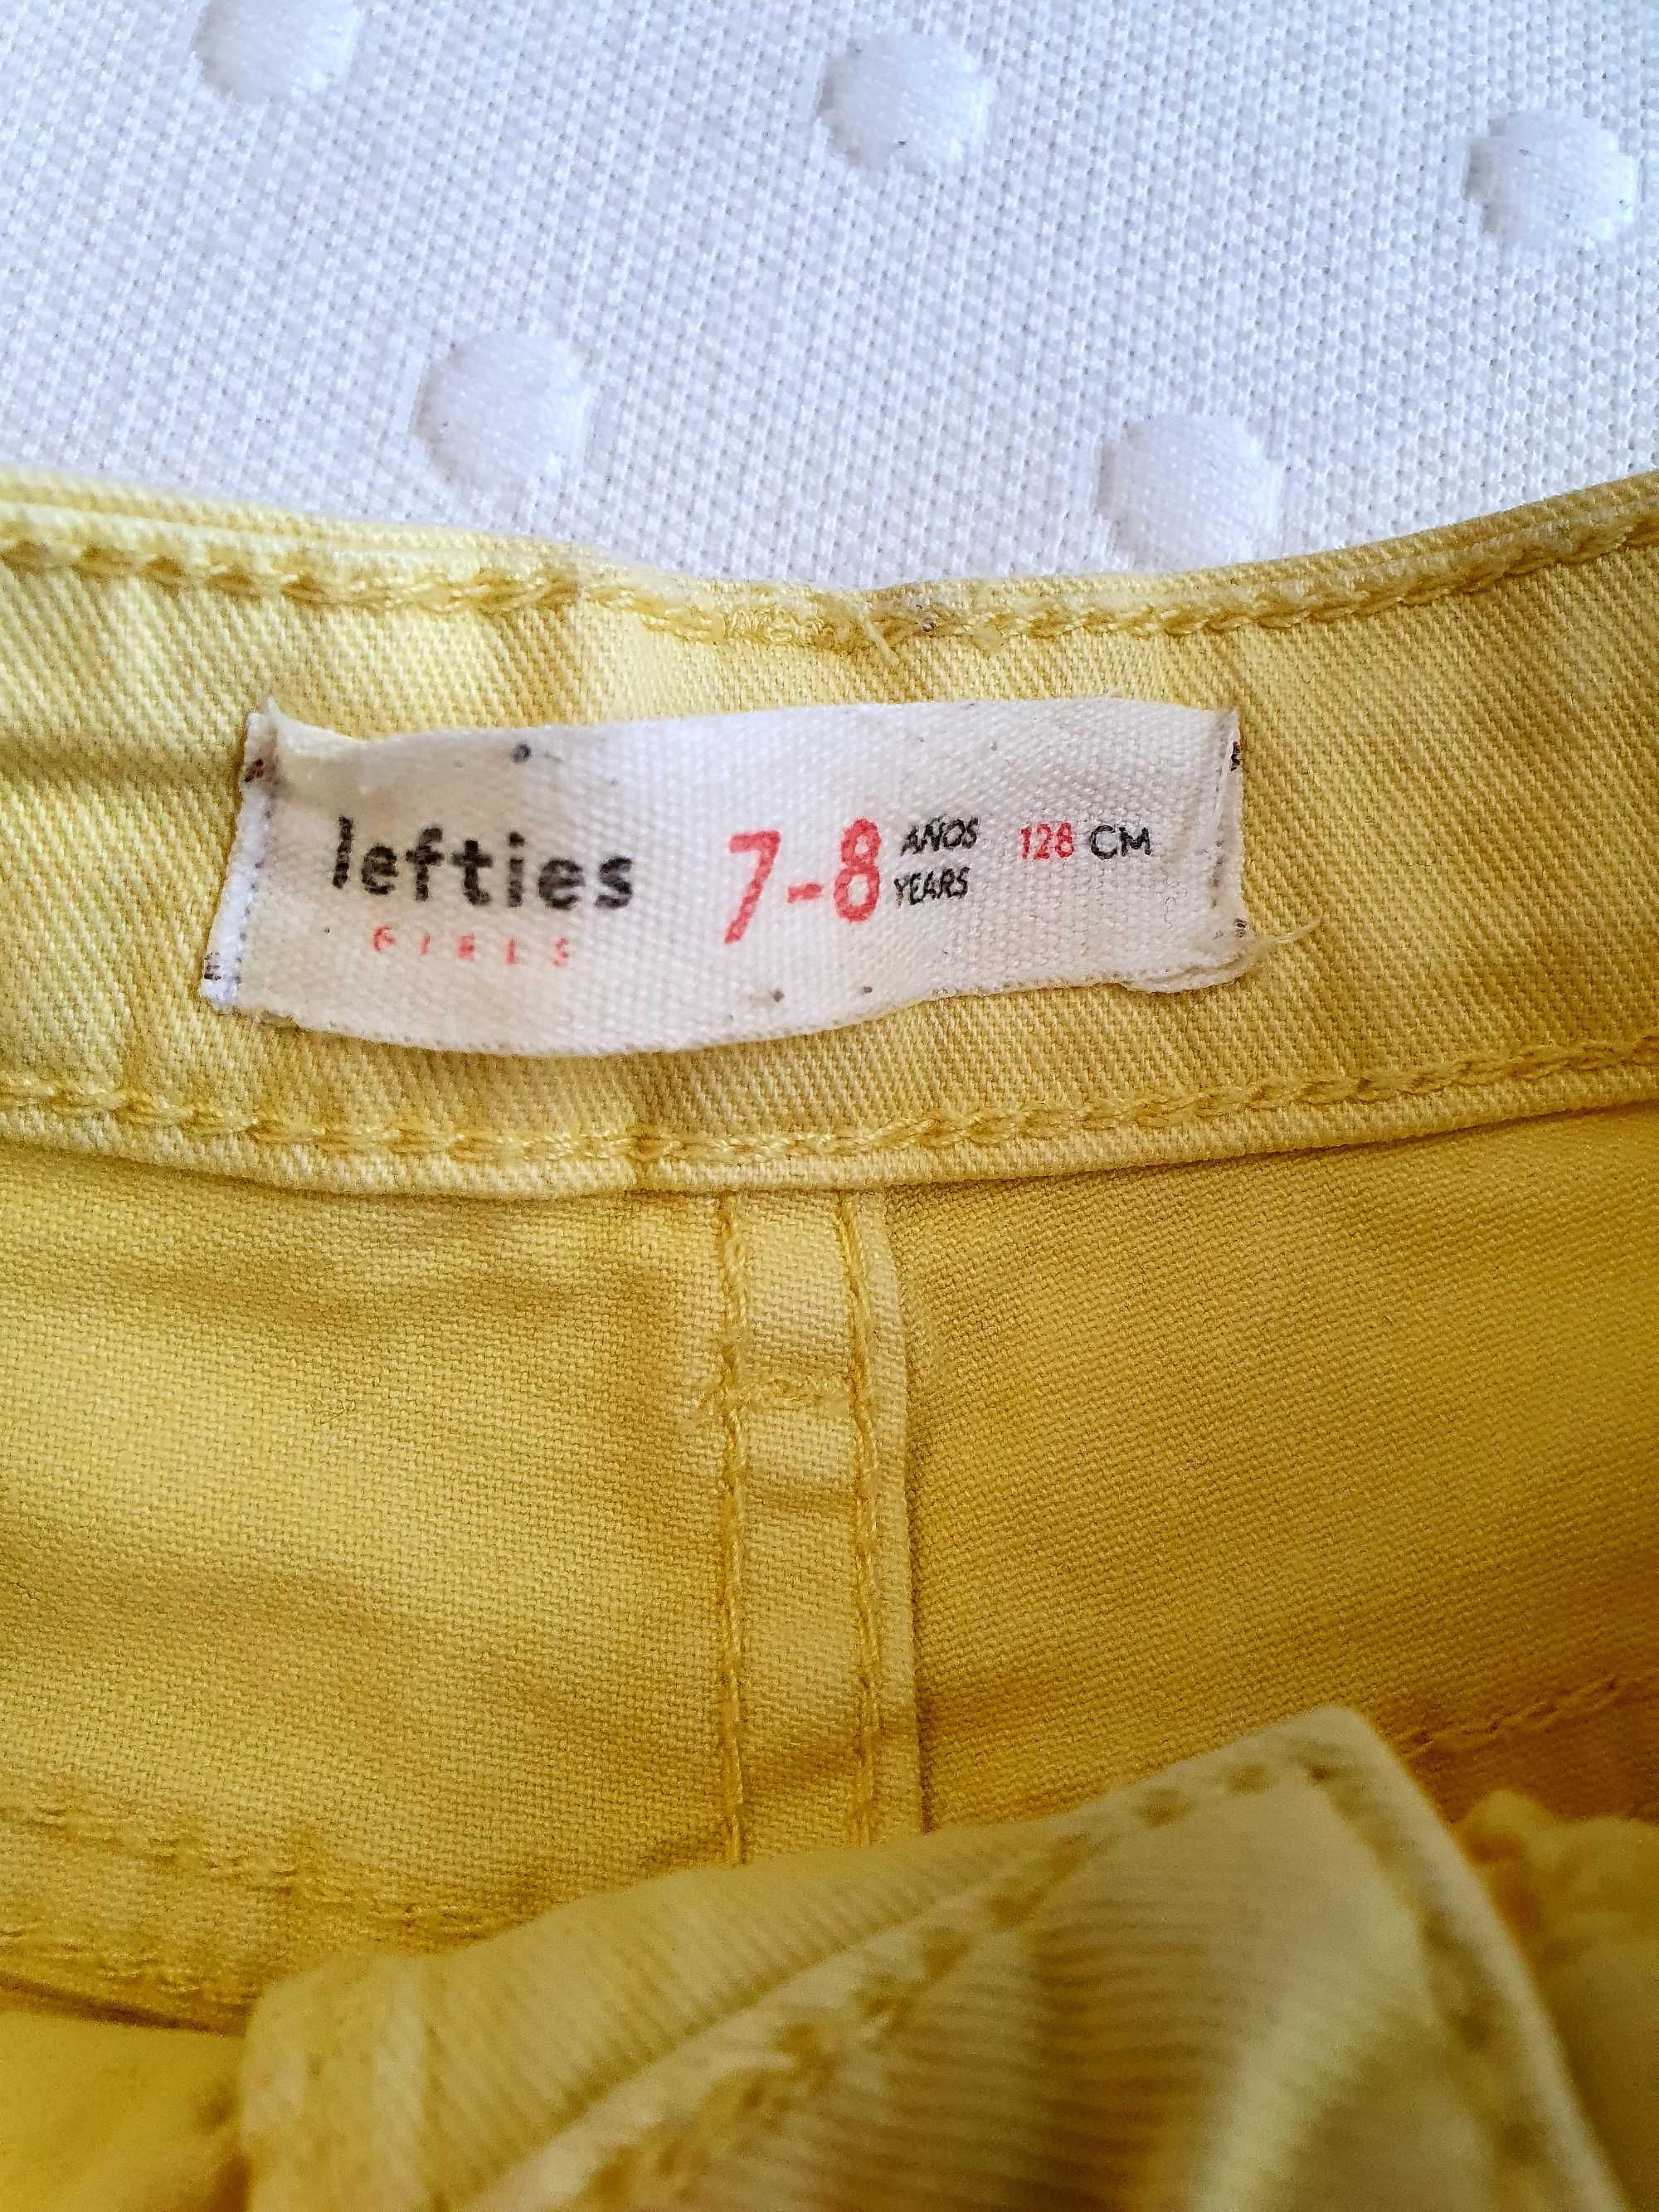 lefties
GIRLS
7-8 AÑOS
YEARS
128 CM